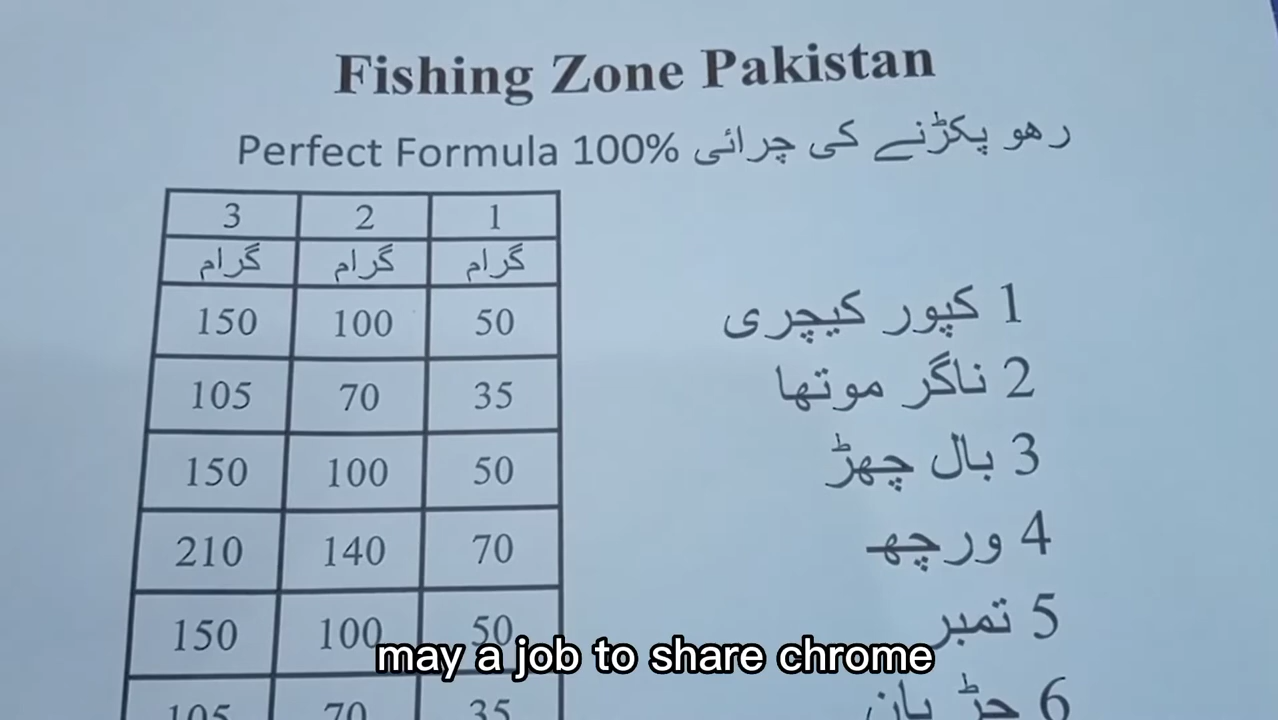 Fishing Zone Pakistan
رھو پکڑنے کی چرائی Perfect Formula 100%
3 2 1
گرام گرام گرام
150 100 50 1 کپور کیچری
105 70 35 2 ناگر موتھا
150 100 50 3 بال چھڑ
210 140 70 4 ورچھ
150 100 50 5 تمبر
105 70 35 6 جڑ پان
may a job to share chrome